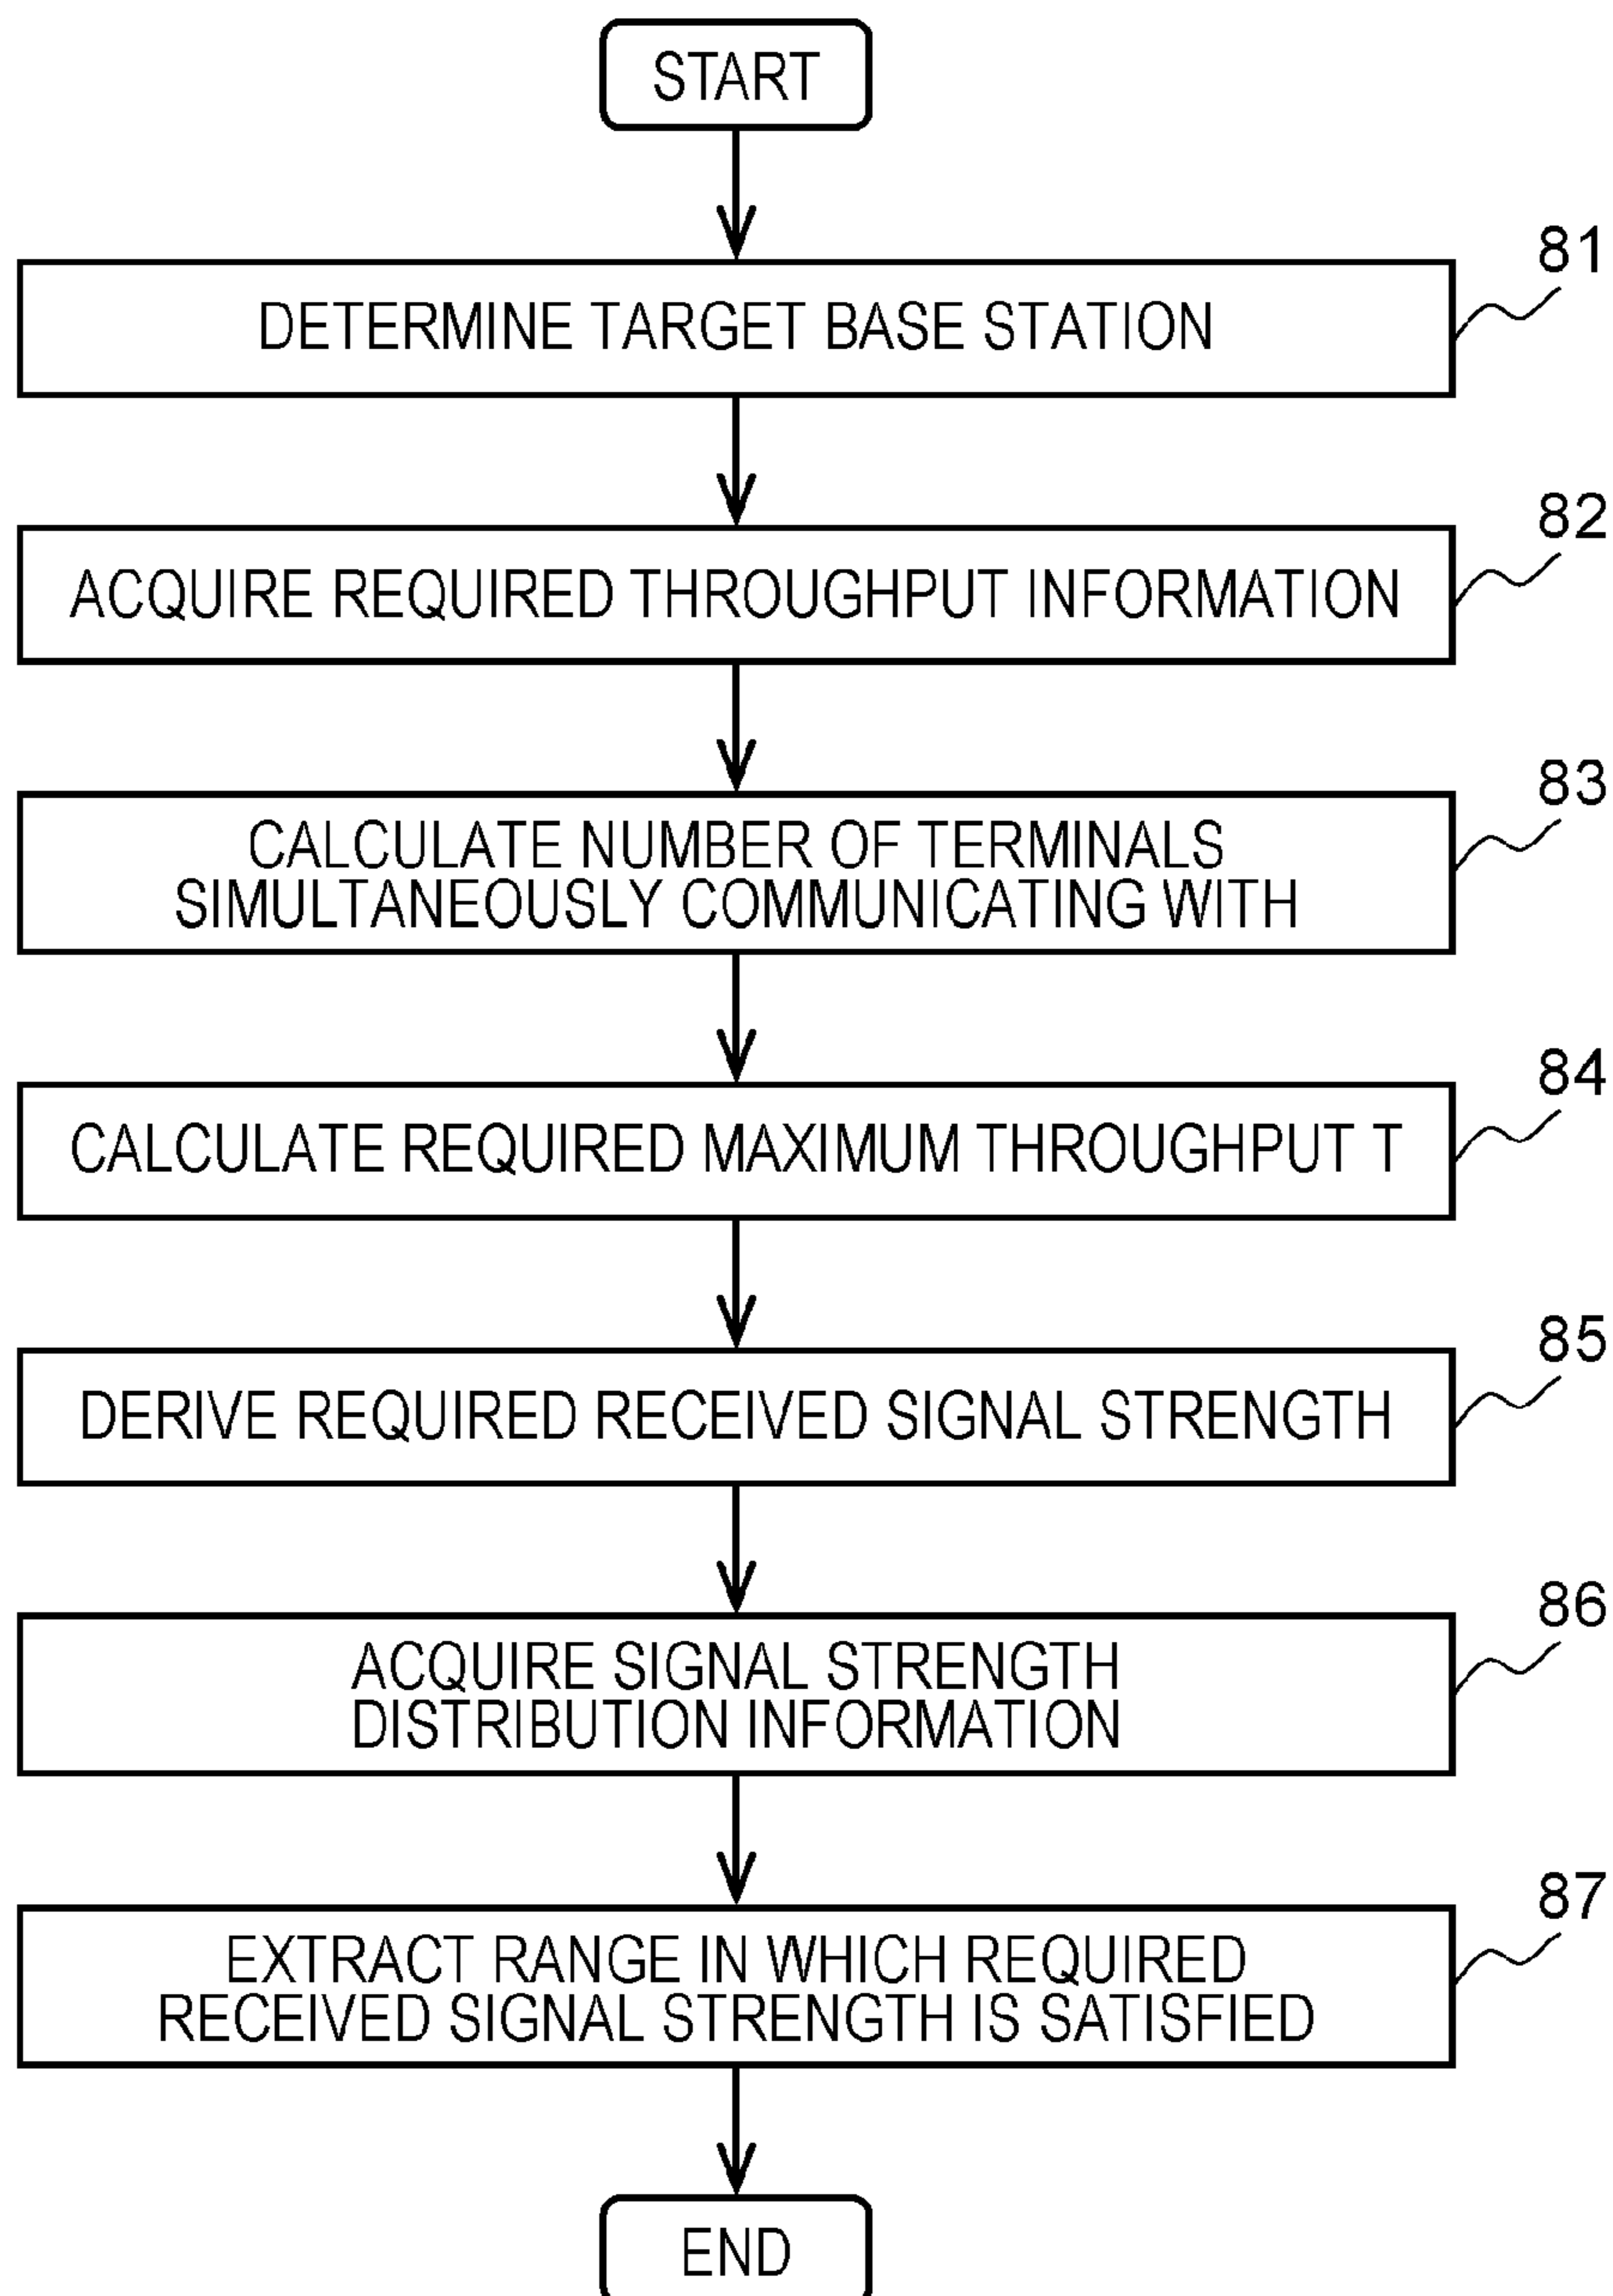 START
81
DETERMINE TARGET BASE STATION
82
ACQUIRE REQUIRED THROUGHPUT INFORMATION
83
CALCULATE NUMBER OF TERMINALS
SIMULTANEOUSLY COMMUNICATING WITH
84
CALCULATE REQUIRED MAXIMUM THROUGHPUT T
85
DERIVE REQUIRED RECEIVED SIGNAL STRENGTH
86
ACQUIRE SIGNAL STRENGTH
DISTRIBUTION INFORMATION
87
EXTRACT RANGE IN WHICH REQUIRED
RECEIVED SIGNAL STRENGTH IS SATISFIED
END